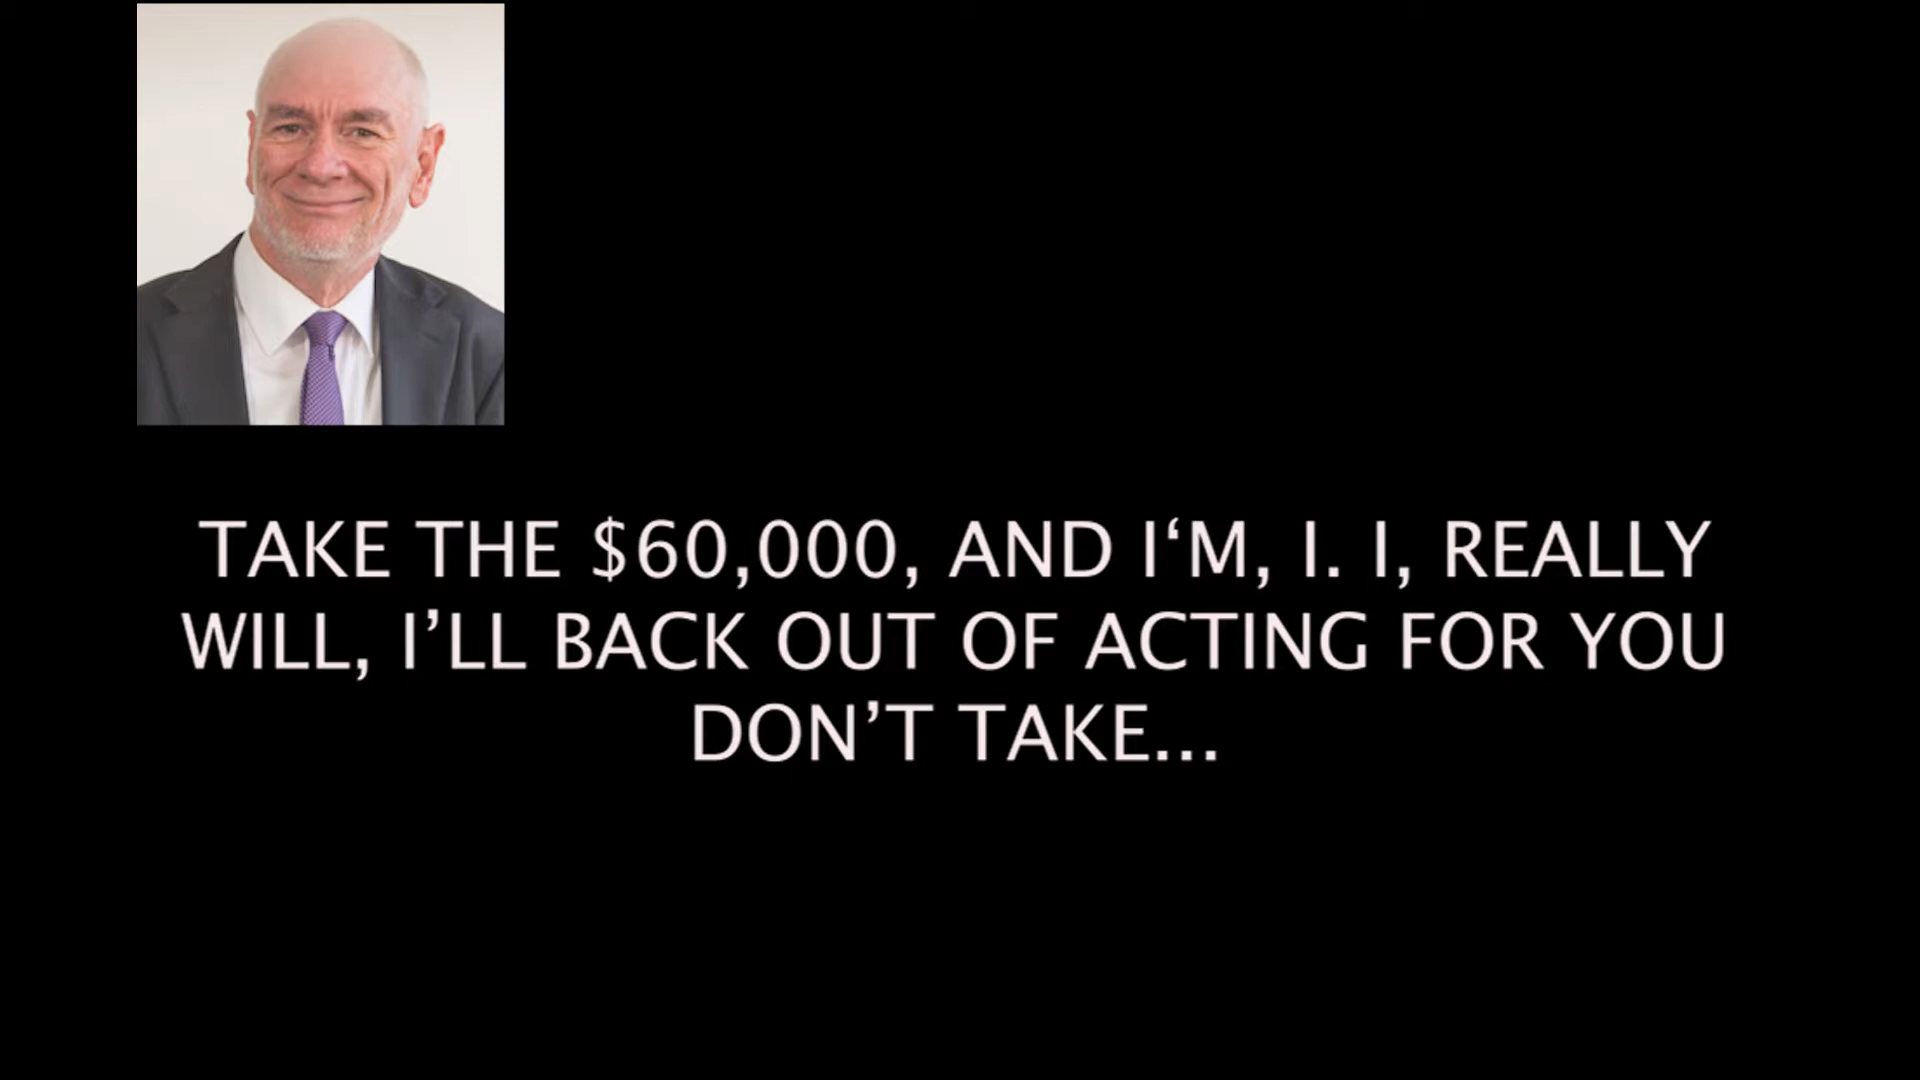 TAKE THE $60,000, AND I‘M, I. I, REALLY
WILL, I’LL BACK OUT OF ACTING FOR YOU
DON’T TAKE...